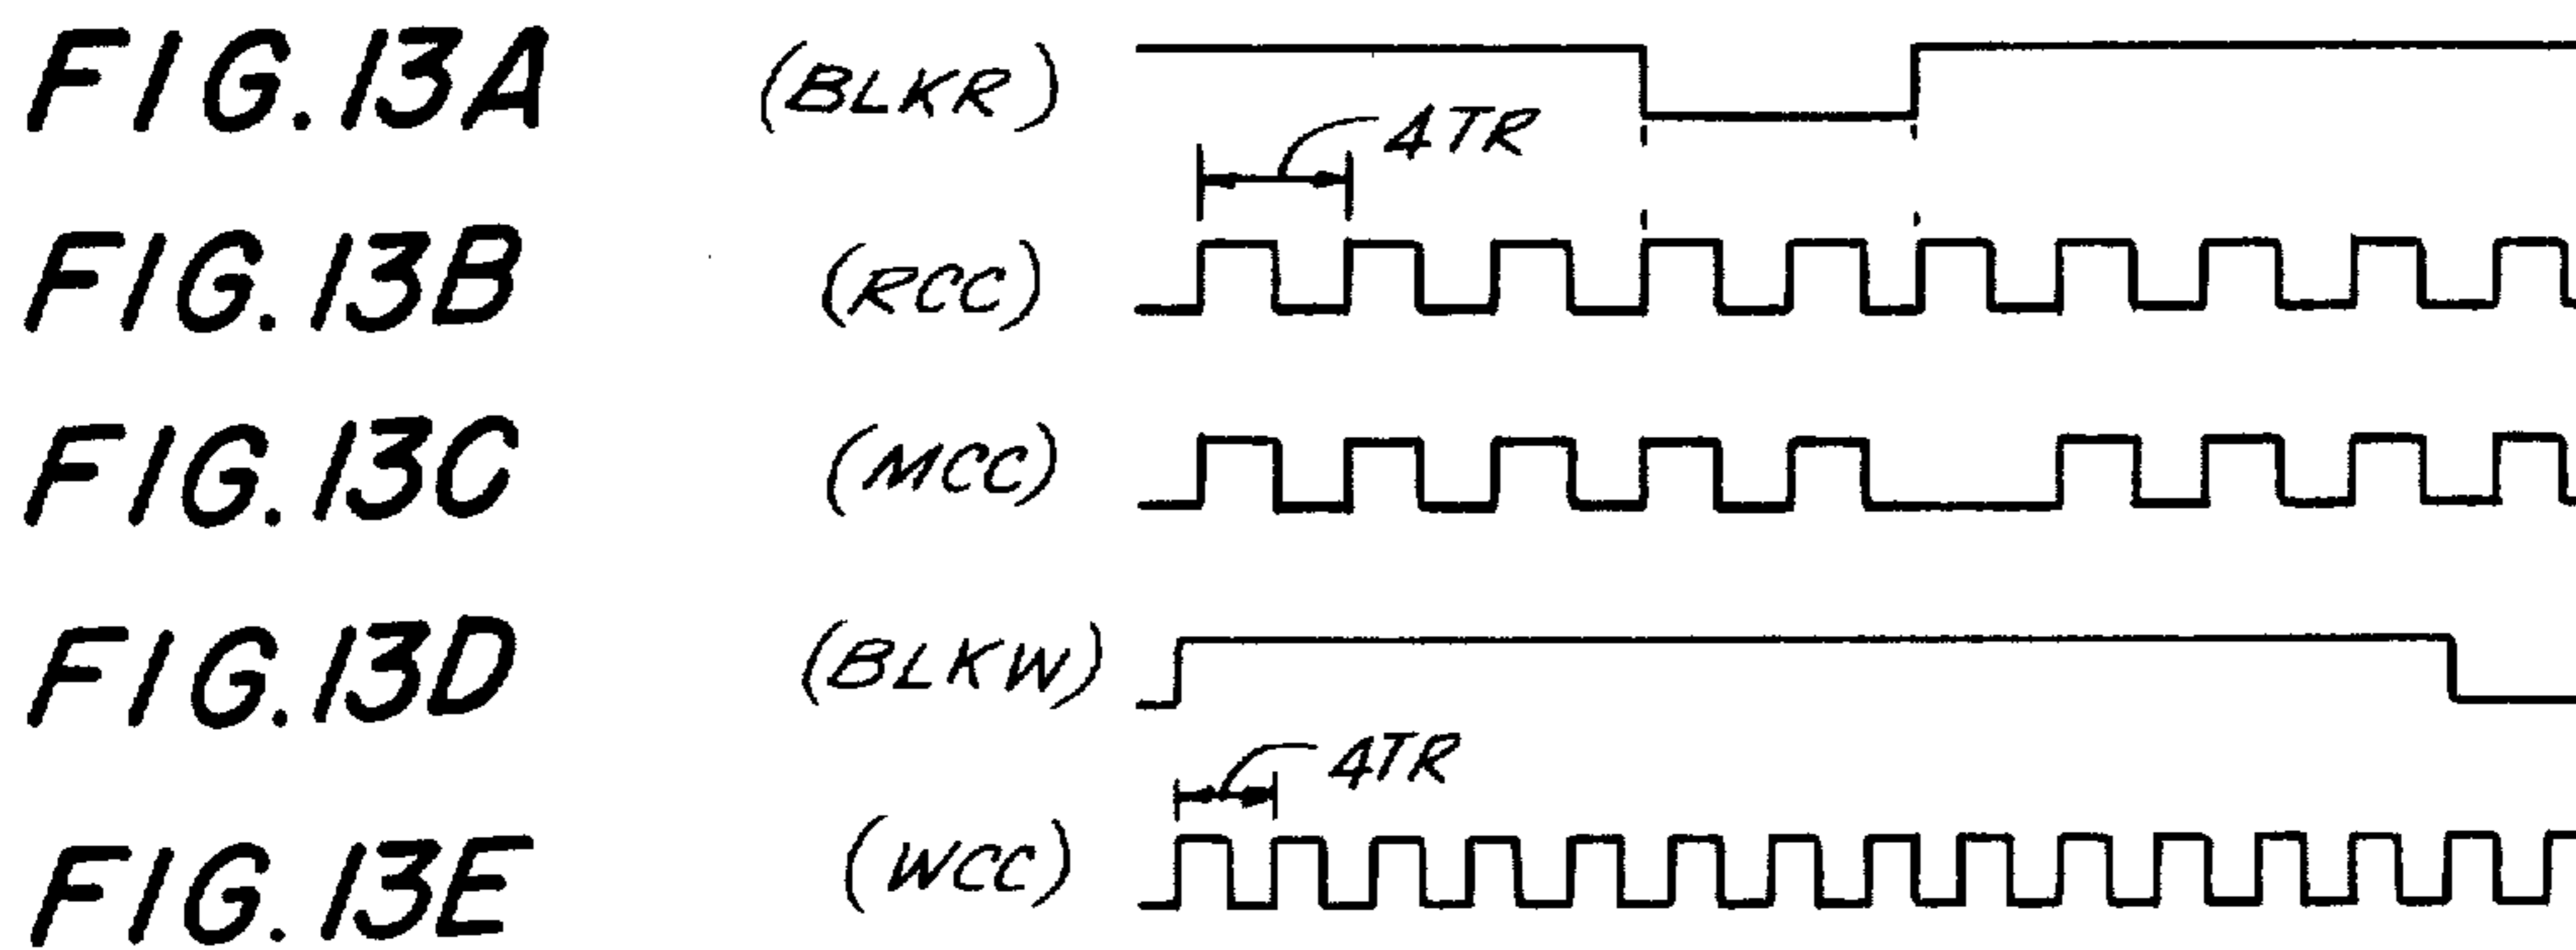 FIG. 13A (BLKR)
4TR
FIG. 13B (RCC)
FIG. 13C (MCC)
FIG. 13D (BLKW)
4TR
FIG. 13E (WCC)